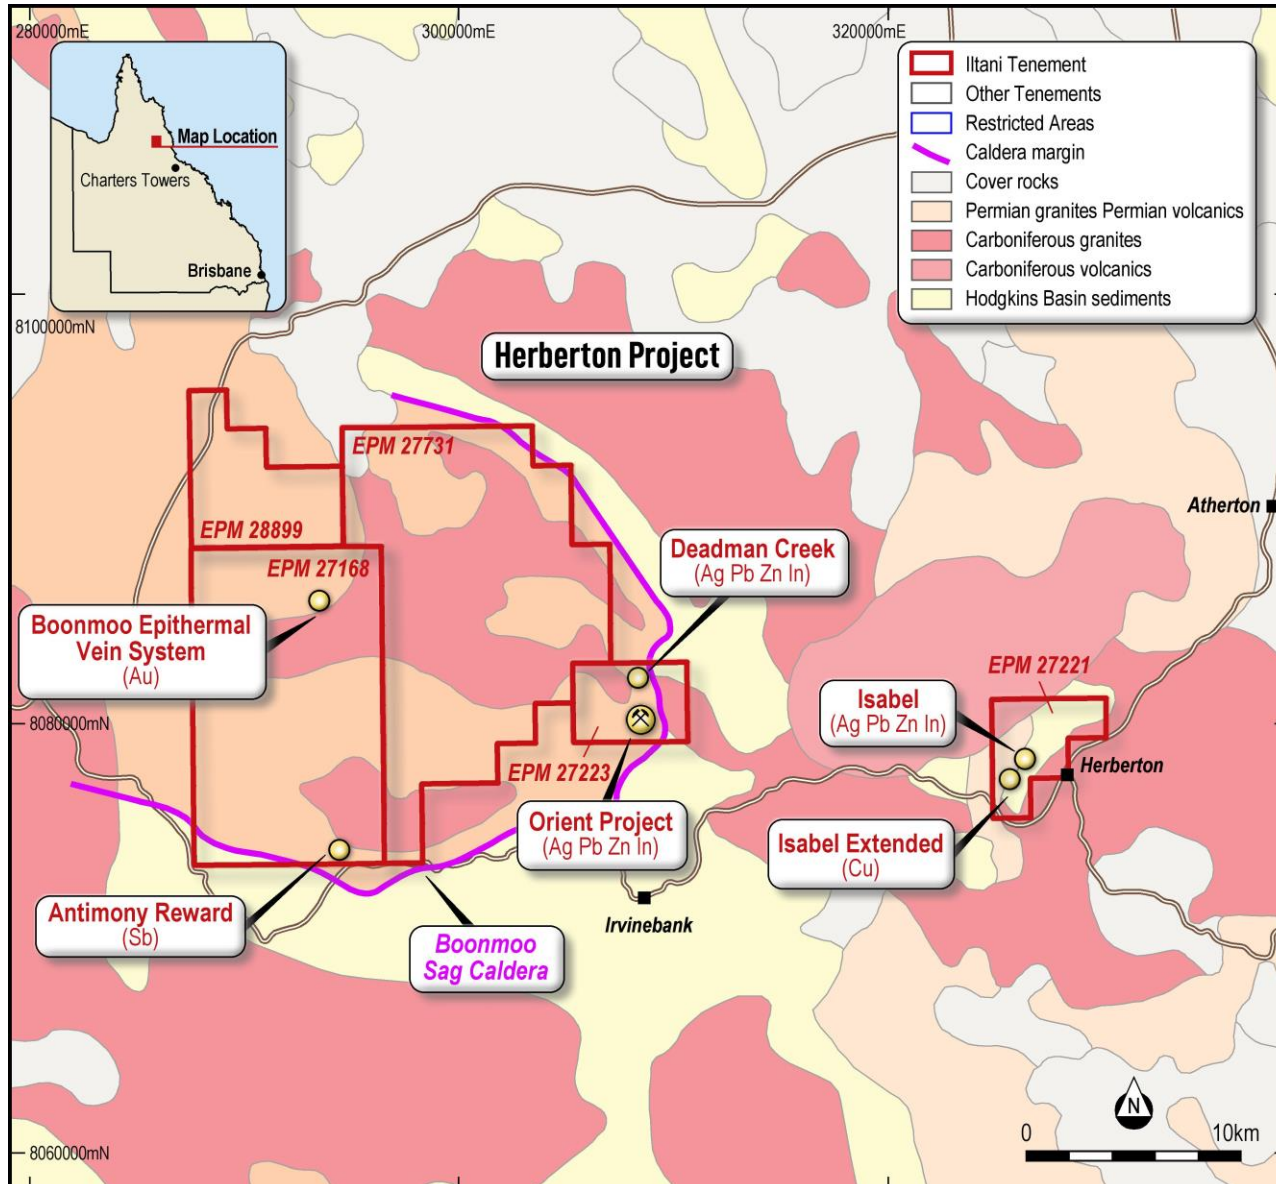 280000mE
300000mE
320000mE
Map Location
Charters Towers
Brisbane
Iltani Tenement
Other Tenements
Restricted Areas
Caldera margin
Cover rocks
Permian granites Permian volcanics
Carboniferous granites
Carboniferous volcanics
Hodgkins Basin sediments
8100000mN
Herberton Project
EPM 27731
Atherton
EPM 28899
Deadman Creek
(Ag Pb Zn In)
EPM 27168
Boonmoo Epithermal
Vein System
(Au)
EPM 27221
Isabel
(Ag Pb Zn In)
8080000mN
EPM 27223
Herberton
Orient Project
(Ag Pb Zn In)
Isabel Extended
(Cu)
Antimony Reward
(Sb)
Irvinebank
Boonmoo
Sag Caldera
N
0
10km
8060000mN